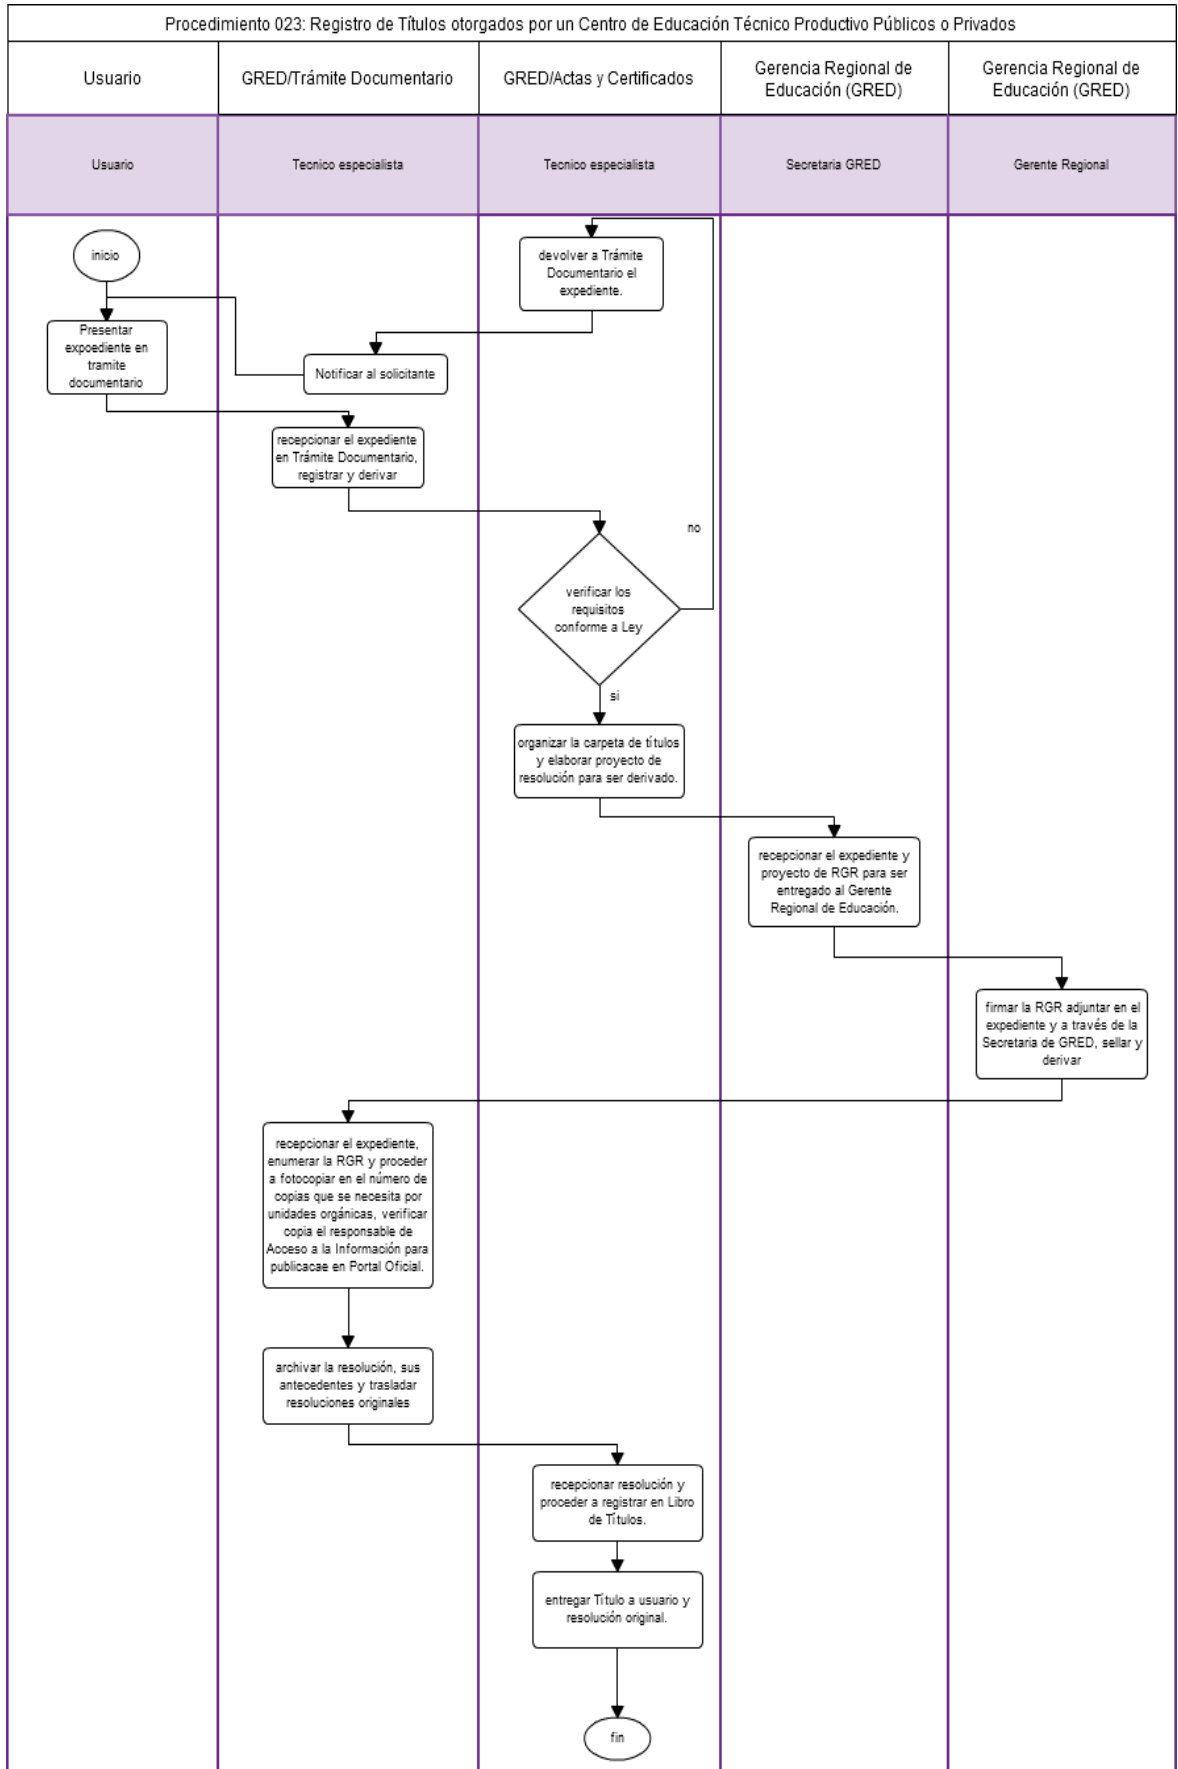 Procedimiento 023: Registro de Títulos otorgados por un Centro de Educación Técnico Productivo Públicos o Privados
Usuario
GRED/Trámite Documentario
GRED/Actas y Certificados
Gerencia Regional de
Educación (GRED)
Gerencia Regional de
Educación (GRED)
Usuario
Tecnico especialista
Tecnico especialista
Secretaria GRED
Gerente Regional
inicio
devolver a Trámite
Documentario el
expediente.
Presentar
expoediente en
tramite
documentario
Notificar al solicitante
recepcionar el expediente
en Trámite Documentario,
registrar y derivar
no
verificar los
requisitos
conforme a Ley
si
organizar la carpeta de títulos
y elaborar proyecto de
resolución para ser derivado.
recepcionar el expediente y
proyecto de RGR para ser
entregado al Gerente
Regional de Educación.
firmar la RGR adjuntar en el
expediente y a través de la
Secretaria de GRED, sellar y
derivar
recepcionar el expediente,
enumerar la RGR y proceder
a fotocopiar en el número de
copias que se necesita por
unidades orgánicas, verificar
copia el responsable de
Acceso a la Información para
publicacae en Portal Oficial.
archivar la resolución, sus
antecedentes y trasladar
resoluciones originales
recepcionar resolución y
proceder a registrar en Libro
de Títulos.
entregar Título a usuario y
resolución original.
fin